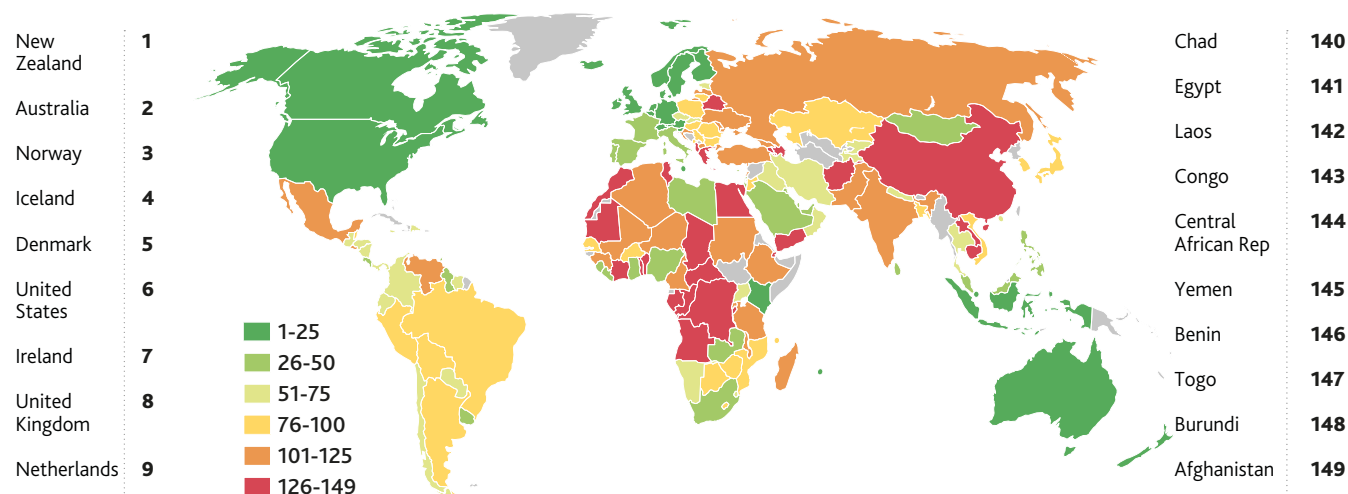 New
Zealand 1
Australia 2
Norway 3
Iceland 4
Denmark 5
United
States 6
Ireland 7
United
Kingdom 8
Netherlands 9
1-25
26-50
51-75
76-100
101-125
126-149
Chad 140
Egypt 141
Laos 142
Congo 143
Central
African Rep 144
Yemen 145
Benin 146
Togo 147
Burundi 148
Afghanistan 149